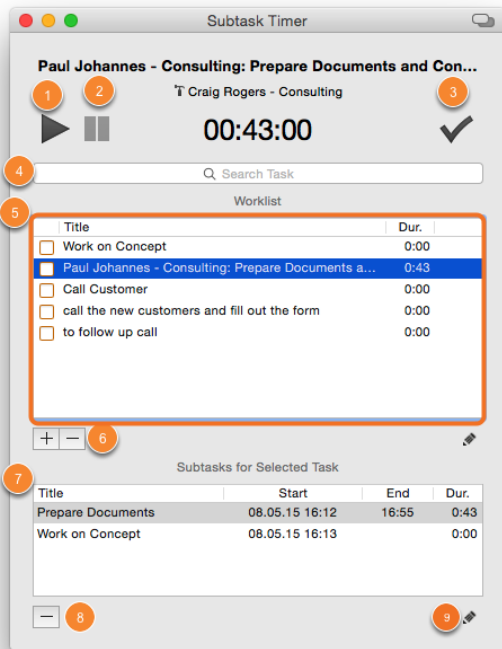 Subtask Timer
Paul Johannes - Consulting: Prepare Documents and Con...
1
2
Craig Rogers - Consulting
3
00:43:00
4
Search Task
Worklist
5
Title Dur.
Work on Concept 0:00
Paul Johannes - Consulting: Prepare Documents a... 0:43
Call Customer 0:00
call the new customers and fill out the form 0:00
to follow up call 0:00
+ − 6
Subtasks for Selected Task
7
Title Start End Dur.
Prepare Documents 08.05.15 16:12 16:55 0:43
Work on Concept 08.05.15 16:13 0:00
− 8 9